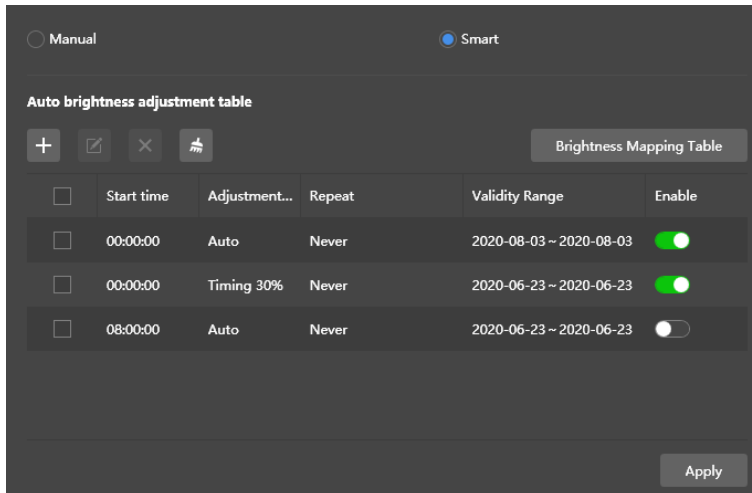 Manual Smart
Auto brightness adjustment table
Brightness Mapping Table
Start time Adjustment... Repeat Validity Range Enable
00:00:00 Auto Never 2020-08-03 ~ 2020-08-03
00:00:00 Timing 30% Never 2020-06-23 ~ 2020-06-23
08:00:00 Auto Never 2020-06-23 ~ 2020-06-23
Apply